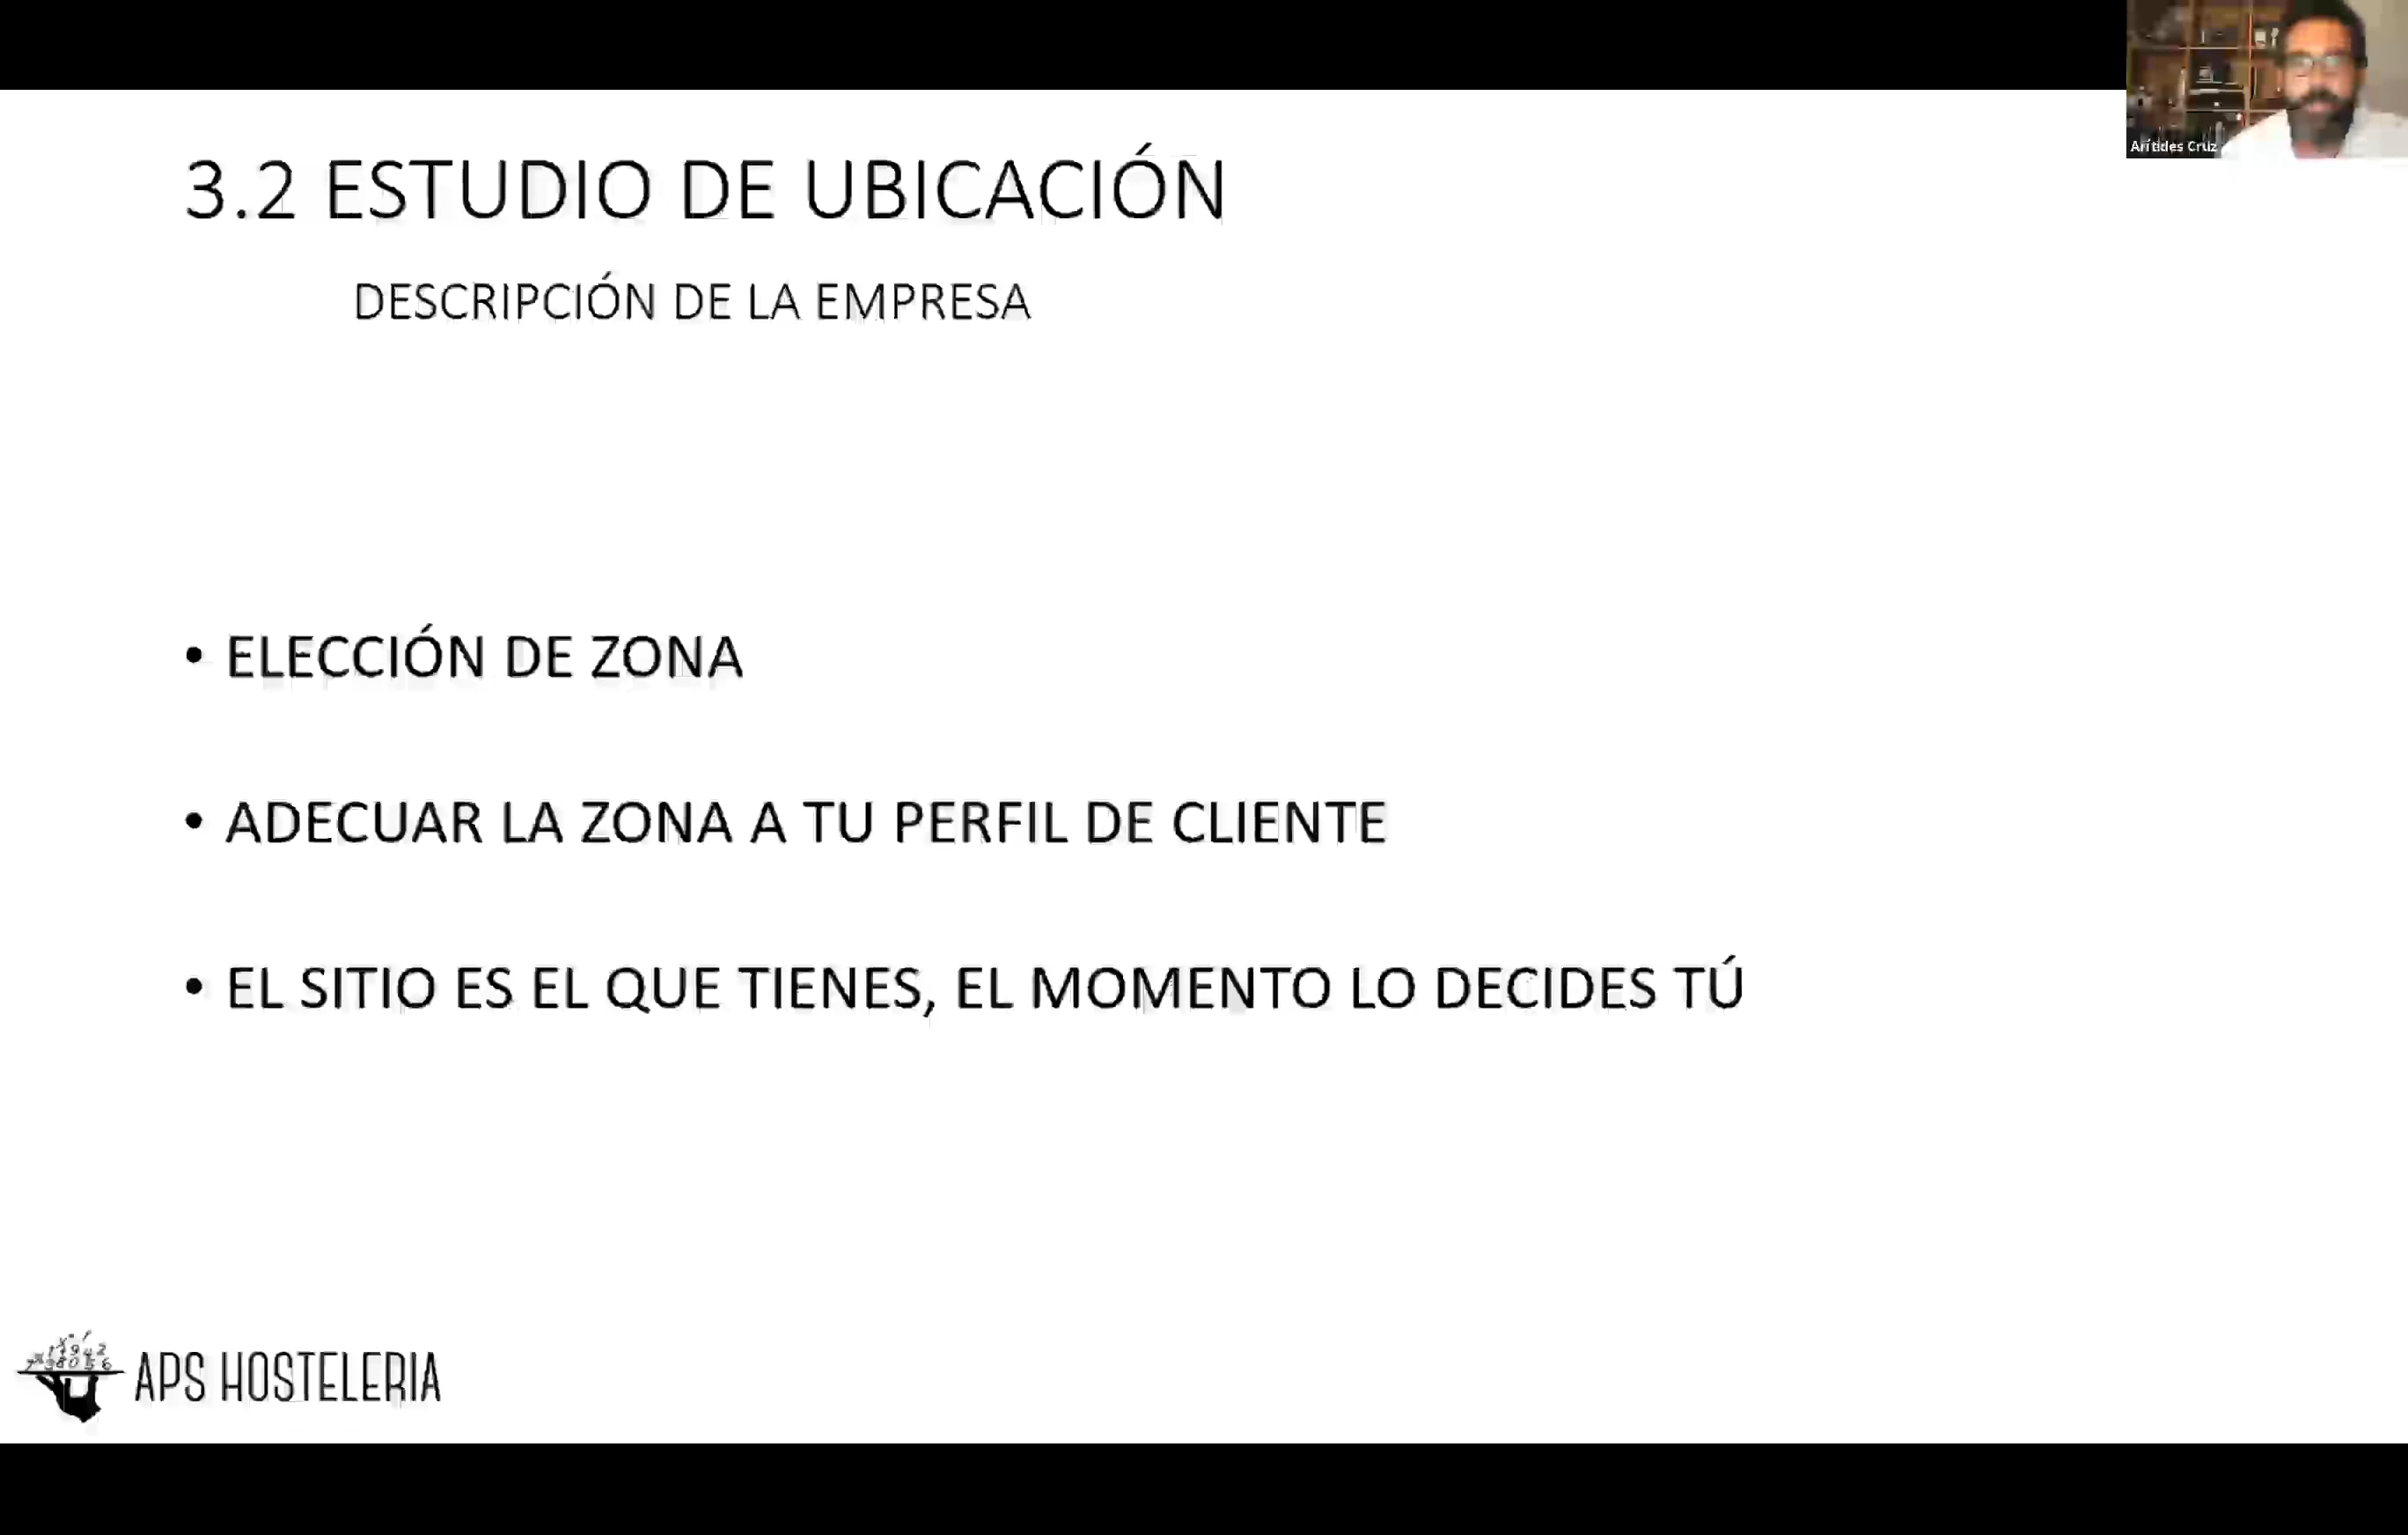 Arítides Cruz
3.2 ESTUDIO DE UBICACIÓN
DESCRIPCIÓN DE LA EMPRESA
• ELECCIÓN DE ZONA
• ADECUAR LA ZONA A TU PERFIL DE CLIENTE
• EL SITIO ES EL QUE TIENES, EL MOMENTO LO DECIDES TÚ
APS HOSTELERIA